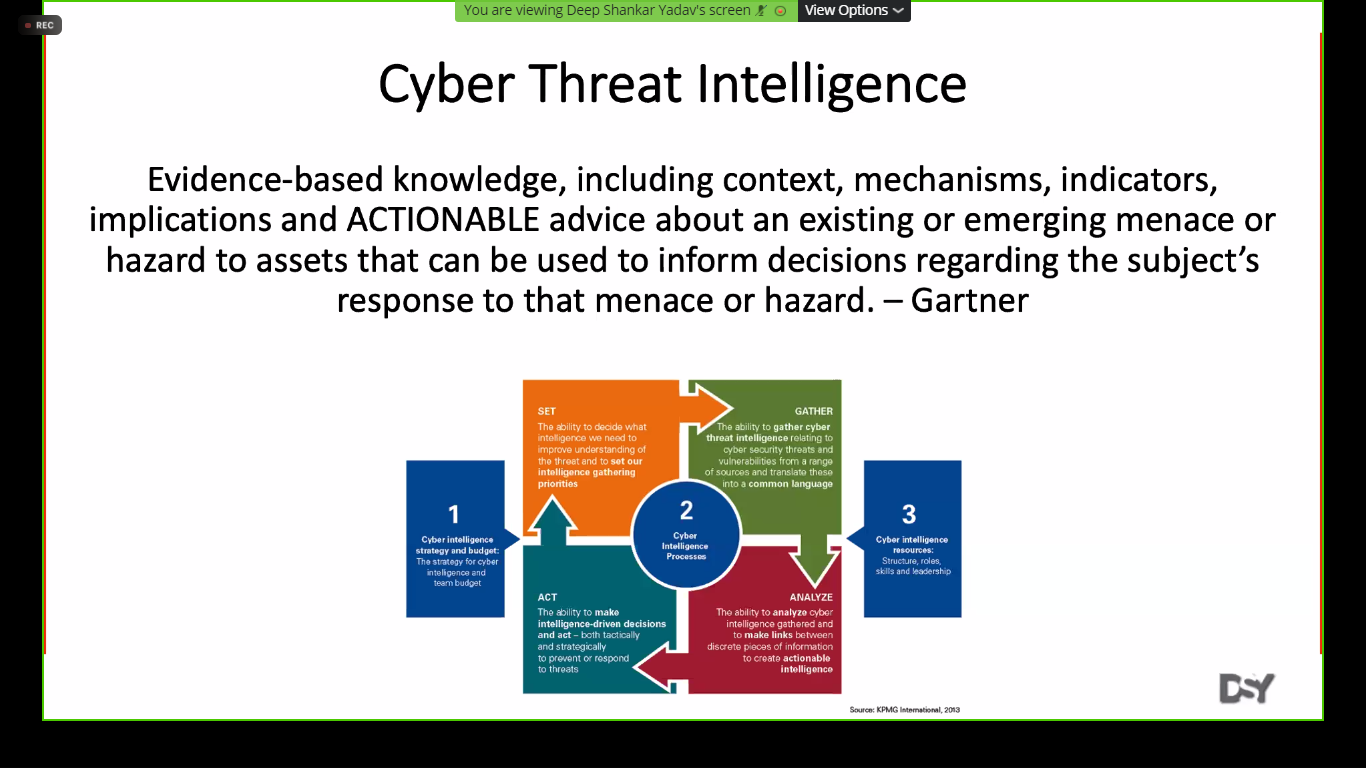 You are viewing Deep Shankar Yadav's screen
View Options
REC
Cyber Threat Intelligence
Evidence-based knowledge, including context, mechanisms, indicators,
implications and ACTIONABLE advice about an existing or emerging menace or
hazard to assets that can be used to inform decisions regarding the subject’s
response to that menace or hazard. – Gartner
SET
The ability to decide what
intelligence we need to
improve understanding of
the threat and to set our
intelligence gathering
priorities
GATHER
The ability to gather cyber
threat intelligence relating to
cyber security threats and
vulnerabilities from a range
of sources and translate these
into a common language
1
Cyber intelligence
strategy and budget:
The strategy for cyber
intelligence and
team budget
2
Cyber
Intelligence
Processes
3
Cyber intelligence
resources:
Structure, roles,
skills and leadership
ACT
The ability to make
intelligence-driven decisions
and act – both tactically
and strategically
to prevent or respond
to threats
ANALYZE
The ability to analyze cyber
intelligence gathered and
to make links between
discrete pieces of information
to create actionable
intelligence
Source: KPMG International, 2013
DSY